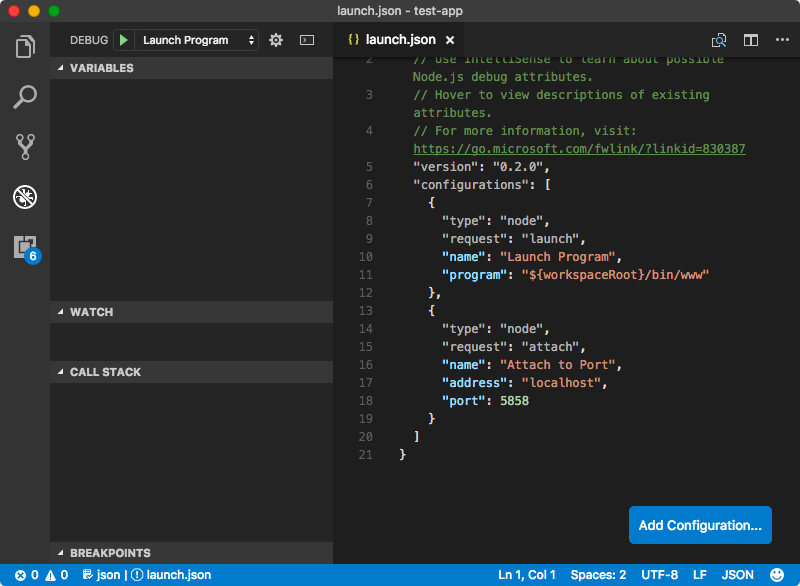 launch.json - test-app
DEBUG Launch Program
launch.json
VARIABLES
WATCH
CALL STACK
BREAKPOINTS
6
2 // Use IntelliSense to learn about possible
Node.js debug attributes.
3 // Hover to view descriptions of existing
attributes.
4 // For more information, visit:
https://go.microsoft.com/fwlink/?linkid=830387
5 "version": "0.2.0",
6 "configurations": [
7 {
8 "type": "node",
9 "request": "launch",
10 "name": "Launch Program",
11 "program": "${workspaceRoot}/bin/www"
12 },
13 {
14 "type": "node",
15 "request": "attach",
16 "name": "Attach to Port",
17 "address": "localhost",
18 "port": 5858
19 }
20 ]
21 }
Add Configuration...
0 0 json | launch.json Ln 1, Col 1 Spaces: 2 UTF-8 LF JSON